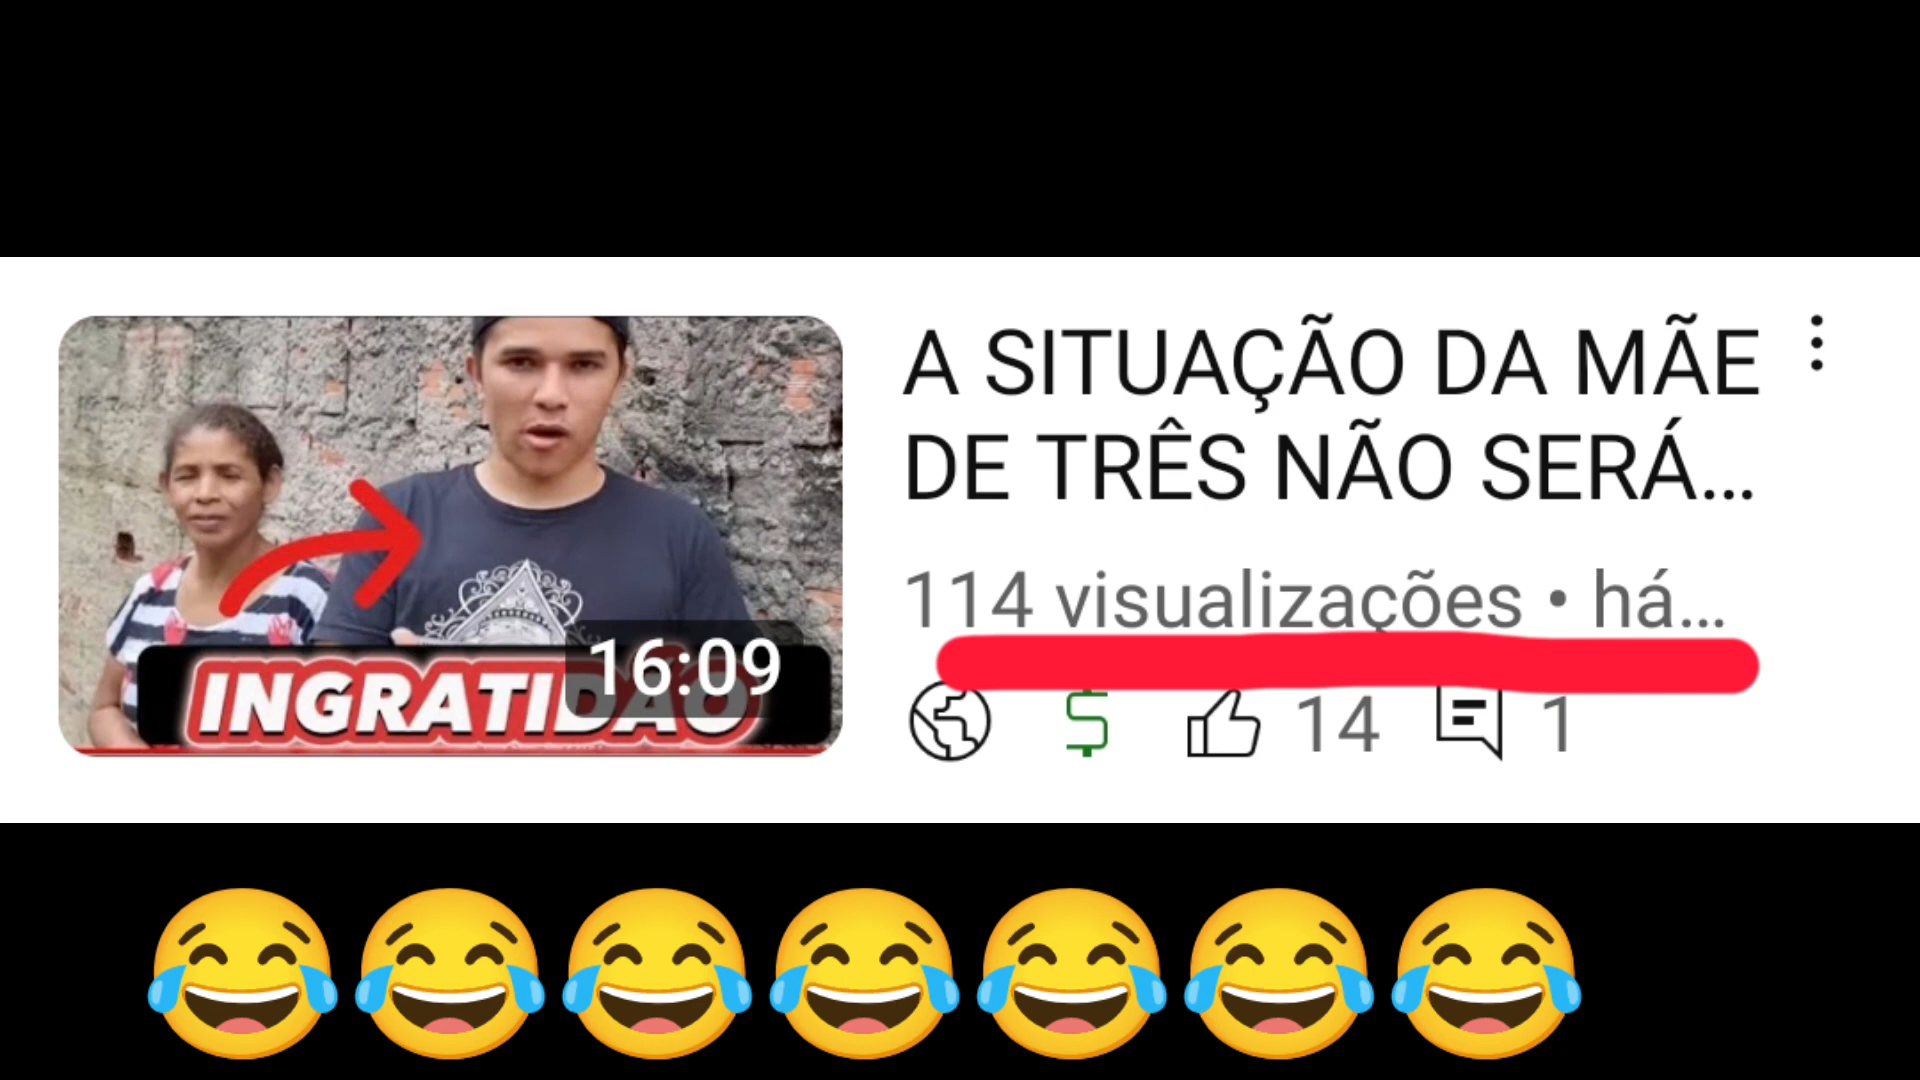 INGRATIDÃO
16:09
A SITUAÇÃO DA MÃE
DE TRÊS NÃO SERÁ...
114 visualizações • há...
14 1